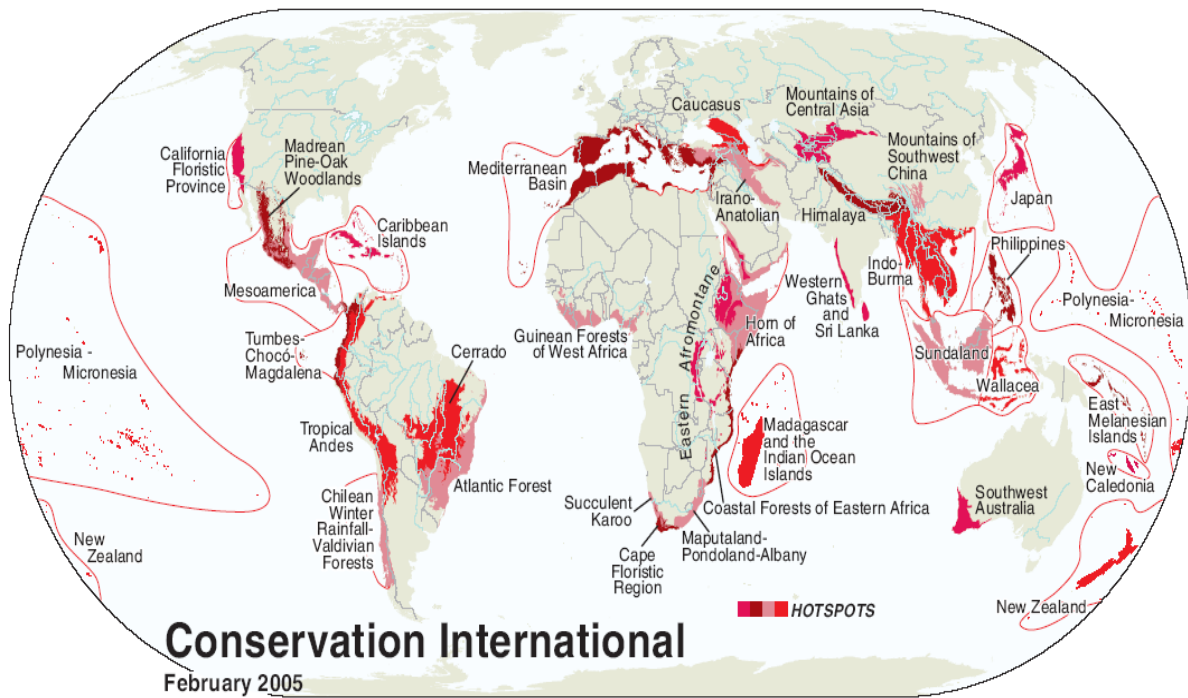 Caucasus
Mountains of
Central Asia
California
Floristic
Province
Madrean
Pine-Oak
Woodlands
Mediterranean
Basin
Mountains of
Southwest
China
Irano-
Anatolian
Himalaya
Japan
Caribbean
Islands
Philippines
Mesoamerica
Indo-
Burma
Western
Ghats
and
Sri Lanka
Polynesia-
Micronesia
Guinean Forests
of West Africa
Eastern Afromontane
Horn of
Africa
Tumbes-
Chocó-
Magdalena
Cerrado
Sundaland
Wallacea
Polynesia -
Micronesia
East
Melanesian
Islands
Tropical
Andes
Madagascar
and the
Indian Ocean
Islands
New
Caledonia
Atlantic Forest
Chilean
Winter
Rainfall-
Valdivian
Forests
Succulent
Karoo
Coastal Forests of Eastern Africa
Southwest
Australia
Maputaland-
Pondoland-Albany
Cape
Floristic
Region
New
Zealand
New Zealand
HOTSPOTS
Conservation International
February 2005